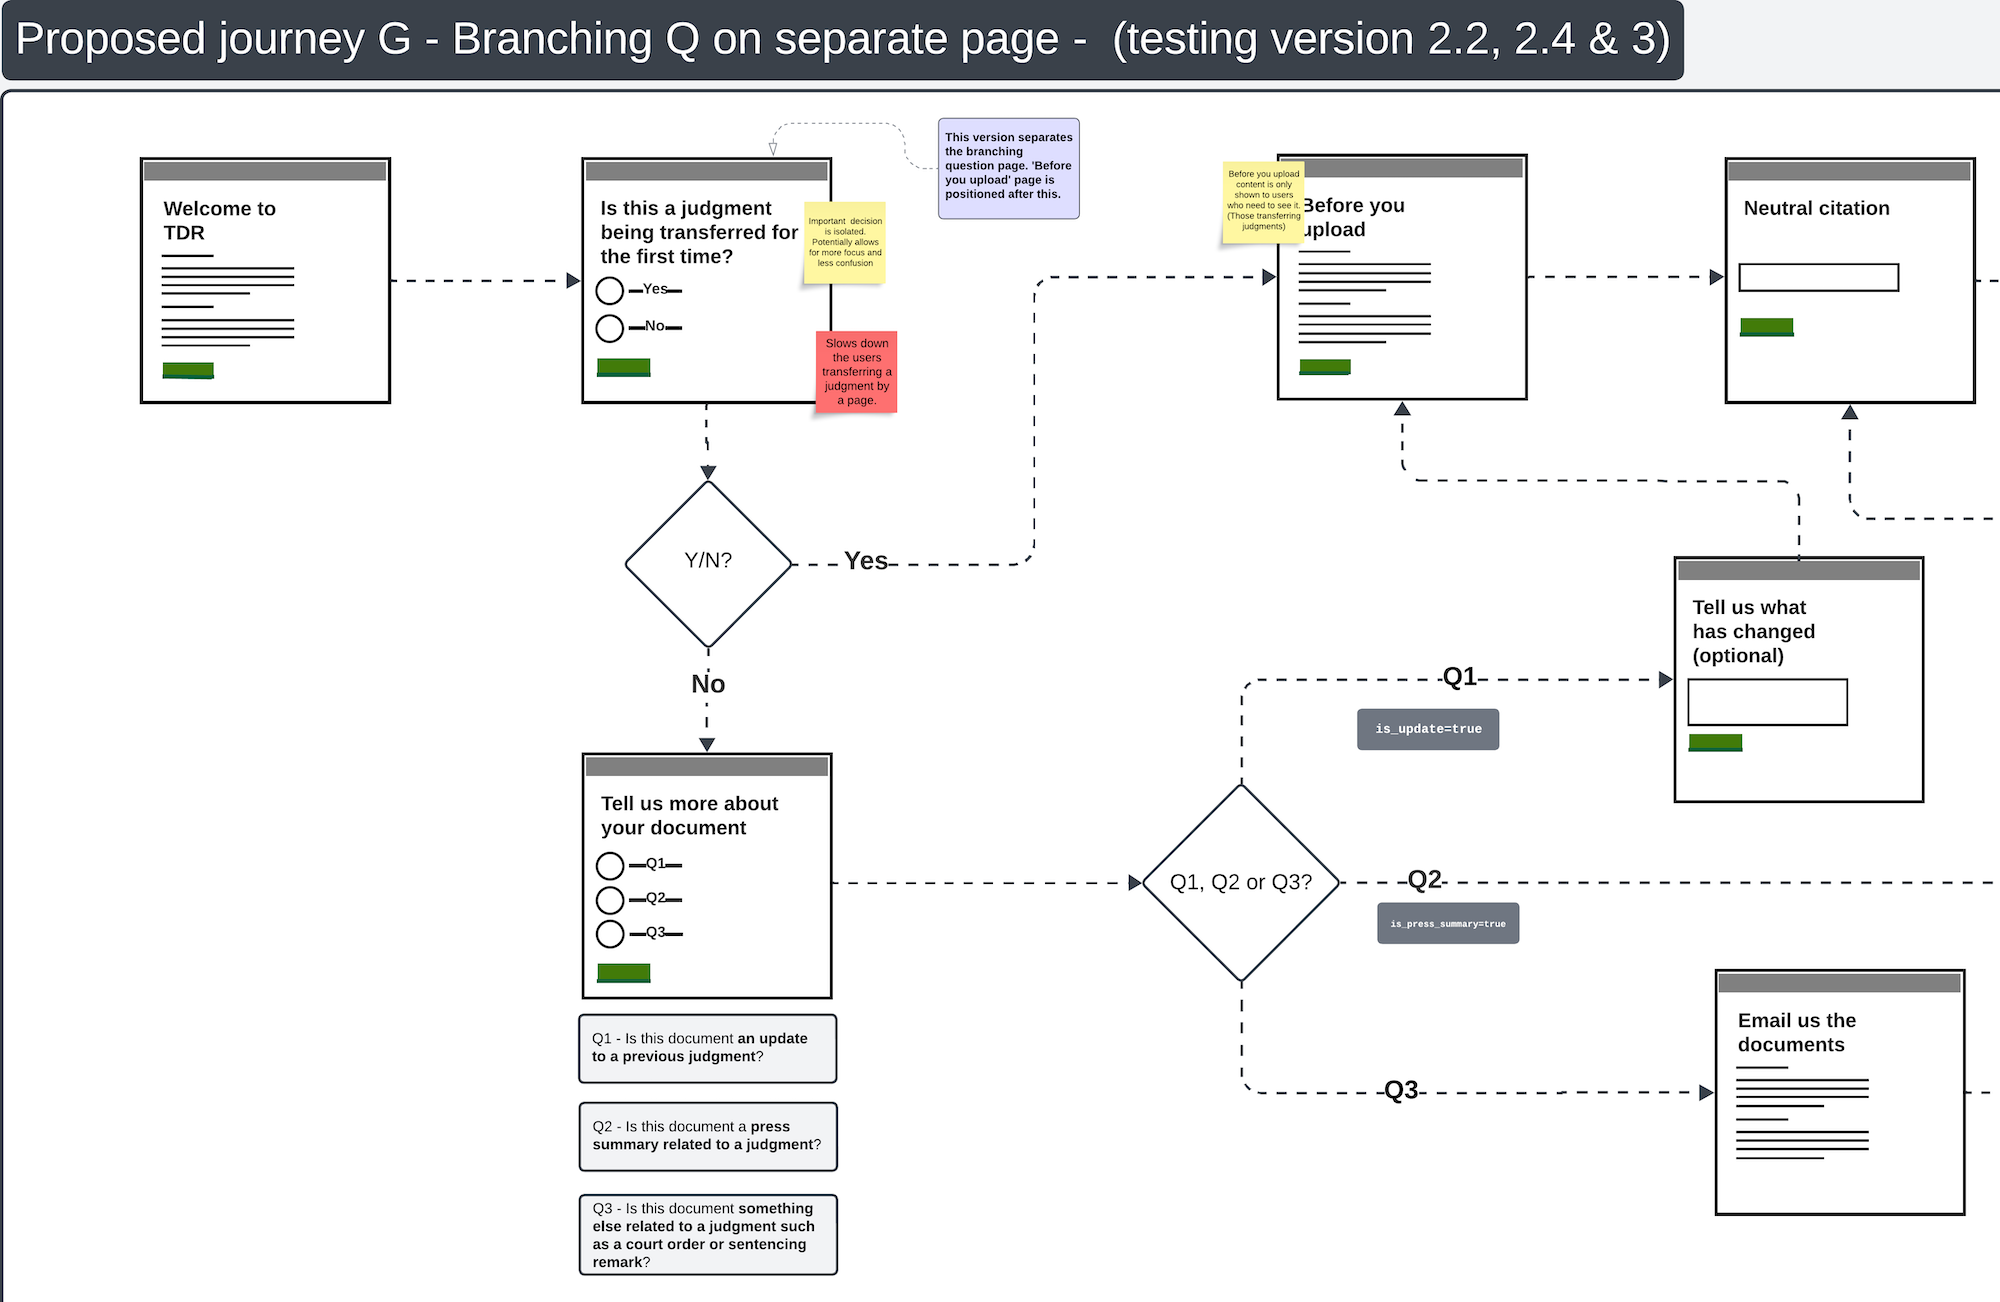 Proposed journey G - Branching Q on separate page -  (testing version 2.2, 2.4 & 3)
Welcome to
TDR
Is this a judgment
being transferred for
the first time?
Yes
No
Important  decision
is isolated.
Potentially allows
for more focus and
less confusion
Slows down
the users
transferring a
judgment by
a page.
This version separates
the branching
question page. 'Before
you upload' page is
positioned after this.
Before you upload
content is only
shown to users
who need to see it.
(Those transferring
judgments)
Before you
upload
Neutral citation
Y/N?
Yes
No
Tell us what
has changed
(optional)
Q1
is_update=true
Tell us more about
your document
Q1
Q2
Q3
Q1, Q2 or Q3?
Q2
is_press_summary=true
Q3
Email us the
documents
Q1 - Is this document an update
to a previous judgment?
Q2 - Is this document a press
summary related to a judgment?
Q3 - Is this document something
else related to a judgment such
as a court order or sentencing
remark?